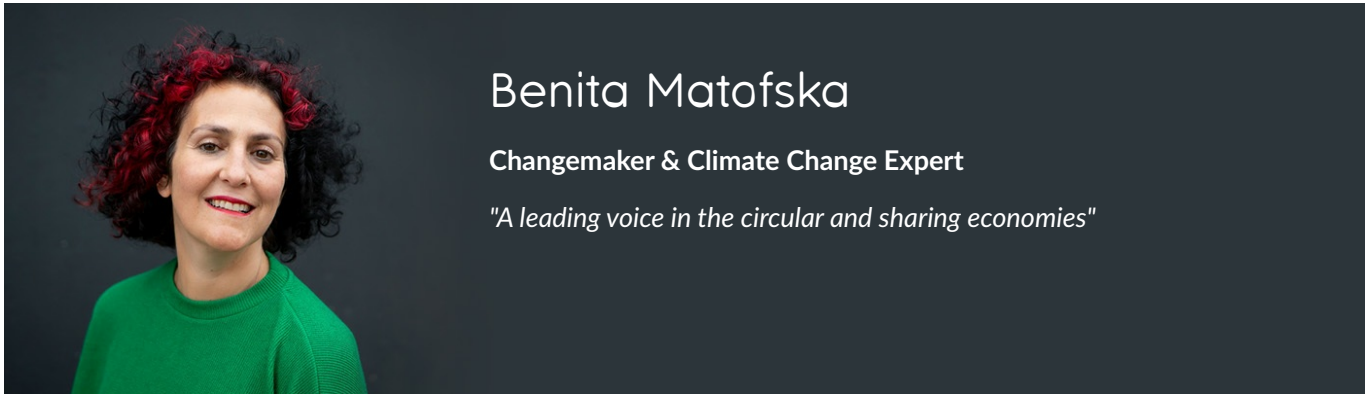 Benita Matofska
Changemaker & Climate Change Expert
"A leading voice in the circular and sharing economies"